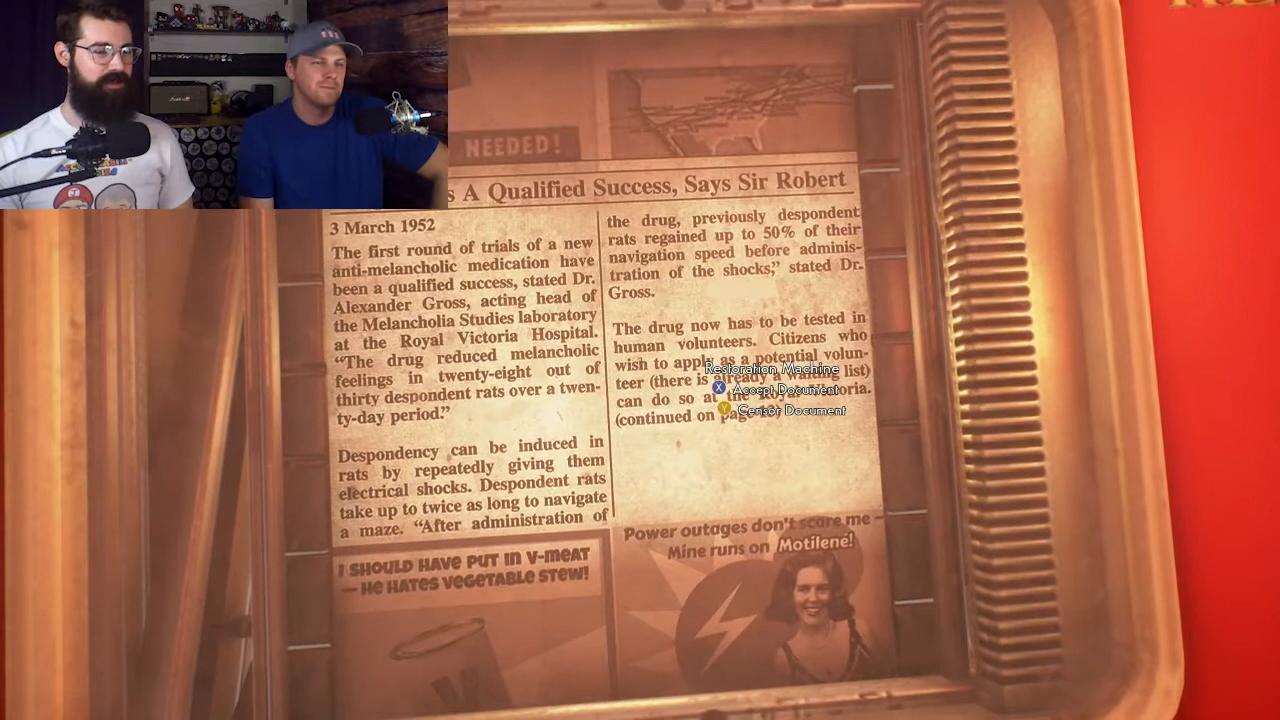 NEEDED!
s A Qualified Success, Says Sir Robert
3 March 1952
The first round of trials of a new
anti-melancholic medication have
been a qualified success, stated Dr.
Alexander Gross, acting head of
the Melancholia Studies laboratory
at the Royal Victoria Hospital.
“The drug reduced melancholic
feelings in twenty-eight out of
thirty despondent rats over a twen-
ty-day period.”
Despondency can be induced in
rats by repeatedly giving them
electrical shocks. Despondent rats
take up to twice as long to navigate
a maze. “After administration of
the drug, previously despondent
rats regained up to 50% of their
navigation speed before adminis-
tration of the shocks,” stated Dr.
Gross.
The drug now has to be tested in
human volunteers. Citizens who
wish to apply as a potential volun-
teer (there is already a waiting list)
can do so at the Royal Victoria.
(continued on page
Restoration Machine
X Accept Document
Y Censor Document
I SHOULD HAVE PUT IN V-MEAT
— HE HATES VEGETABLE STEW!
Power outages don't scare me –
Mine runs on Motilene!